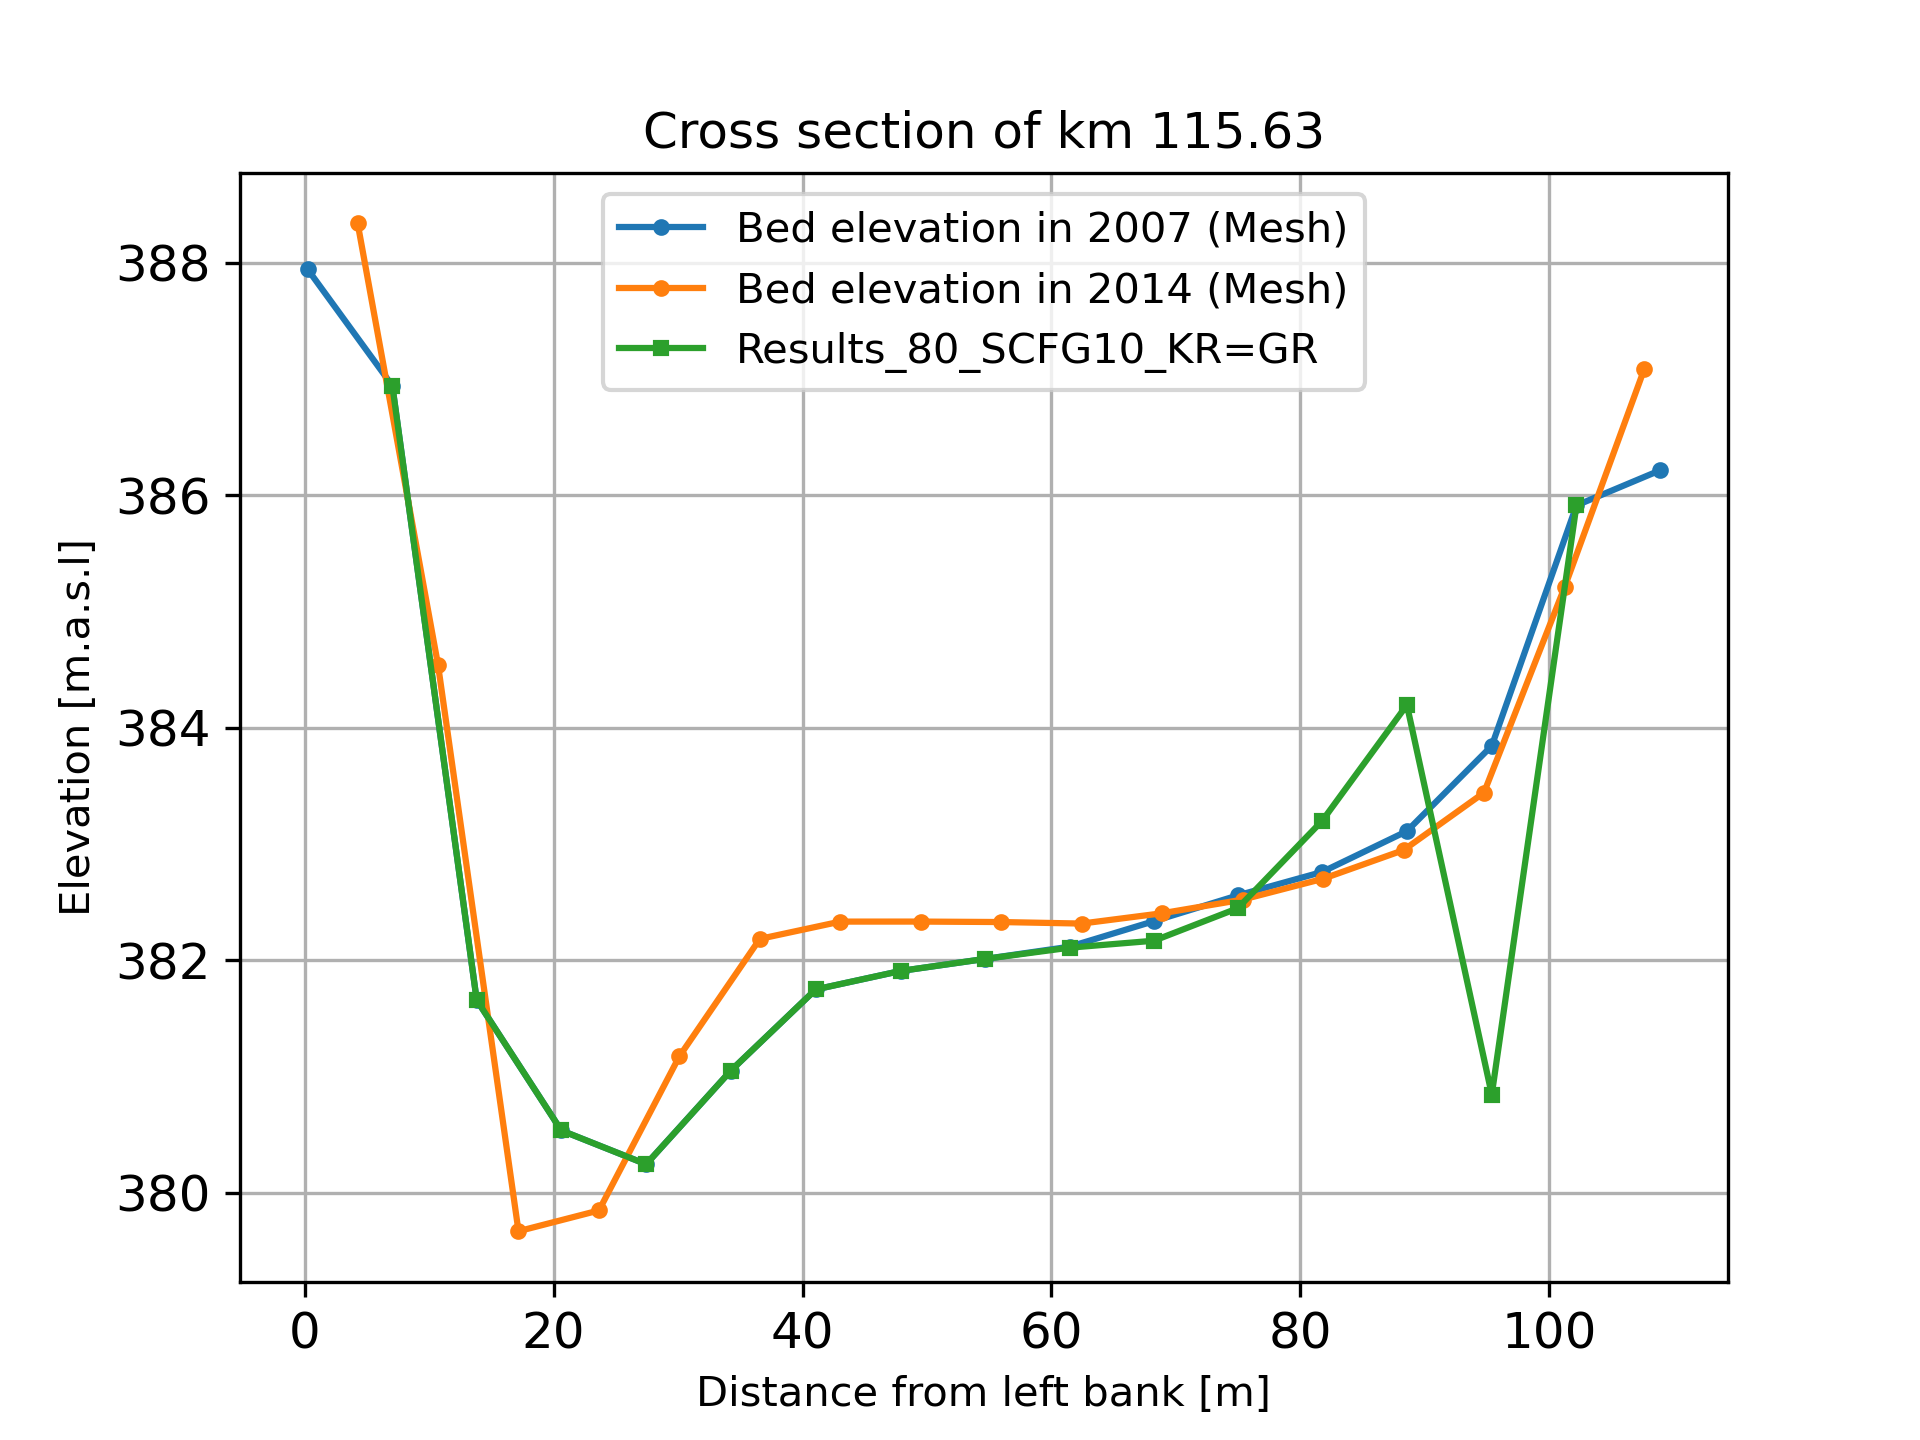 Cross section of km 115.63
Bed elevation in 2007 (Mesh)
Bed elevation in 2014 (Mesh)
Results_80_SCFG10_KR=GR
Elevation [m.a.s.l]
388
386
384
382
380
0 20 40 60 80 100
Distance from left bank [m]